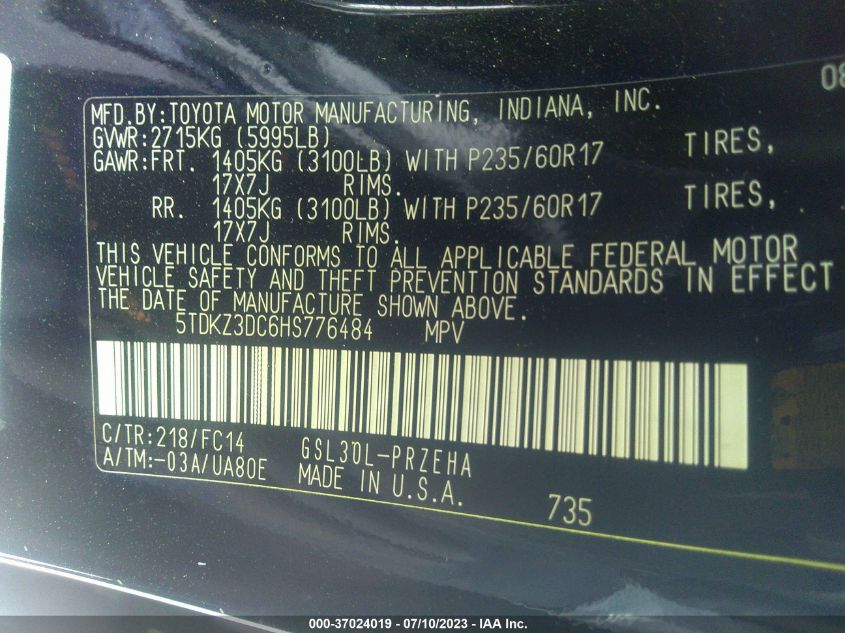 08
MFD.BY:TOYOTA MOTOR MANUFACTURING, INDIANA, INC.
GVWR:2715KG (5995LB)
GAWR:FRT. 1405KG (3100LB) WITH P235/60R17 TIRES,
17X7J RIMS.
RR. 1405KG (3100LB) WITH P235/60R17 TIRES,
17X7J RIMS.
THIS VEHICLE CONFORMS TO ALL APPLICABLE FEDERAL MOTOR
VEHICLE SAFETY AND THEFT PREVENTION STANDARDS IN EFFECT
THE DATE OF MANUFACTURE SHOWN ABOVE.
5TDKZ3DC6HS776484 MPV
C/TR:218/FC14 GSL30L-PRZEHA
A/TM:-03A/UA80E MADE IN U.S.A.
735
000-37024019 - 07/10/2023 - IAA Inc.